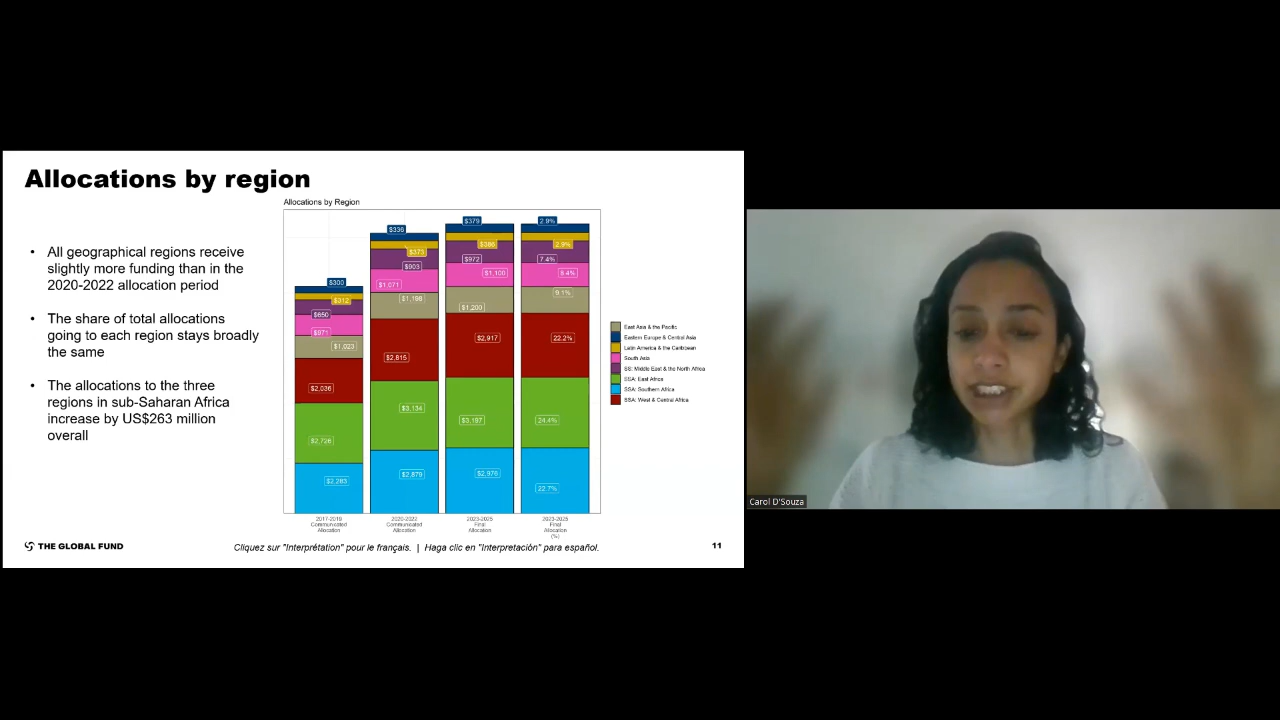 Allocations by region
Allocations by Region
• All geographical regions receive
slightly more funding than in the
2020-2022 allocation period
• The share of total allocations
going to each region stays broadly
the same
• The allocations to the three
regions in sub-Saharan Africa
increase by US$263 million
overall
$300
$312
$650
$971
$1,023
$2,036
$2,726
$2,283
$336
$373
$903
$1,071
$1,198
$2,815
$3,134
$2,879
$379
$386
$972
$1,100
$1,200
$2,917
$3,197
$2,979
2.9%
2.9%
7.4%
8.4%
9.1%
22.2%
24.4%
22.7%
2017-2019
Communicated
Allocation
2020-2022
Communicated
Allocation
2023-2025
Final
Allocation
2023-2025
Final
Allocation
(%)
East Asia & the Pacific
Eastern Europe & Central Asia
Latin America & the Caribbean
South Asia
SS: Middle East & the North Africa
SSA: East Africa
SSA: Southern Africa
SSA: West & Central Africa
THE GLOBAL FUND
Cliquez sur "Interprétation" pour le français. | Haga clic en "Interpretación" para español.
11
Carol D'Souza